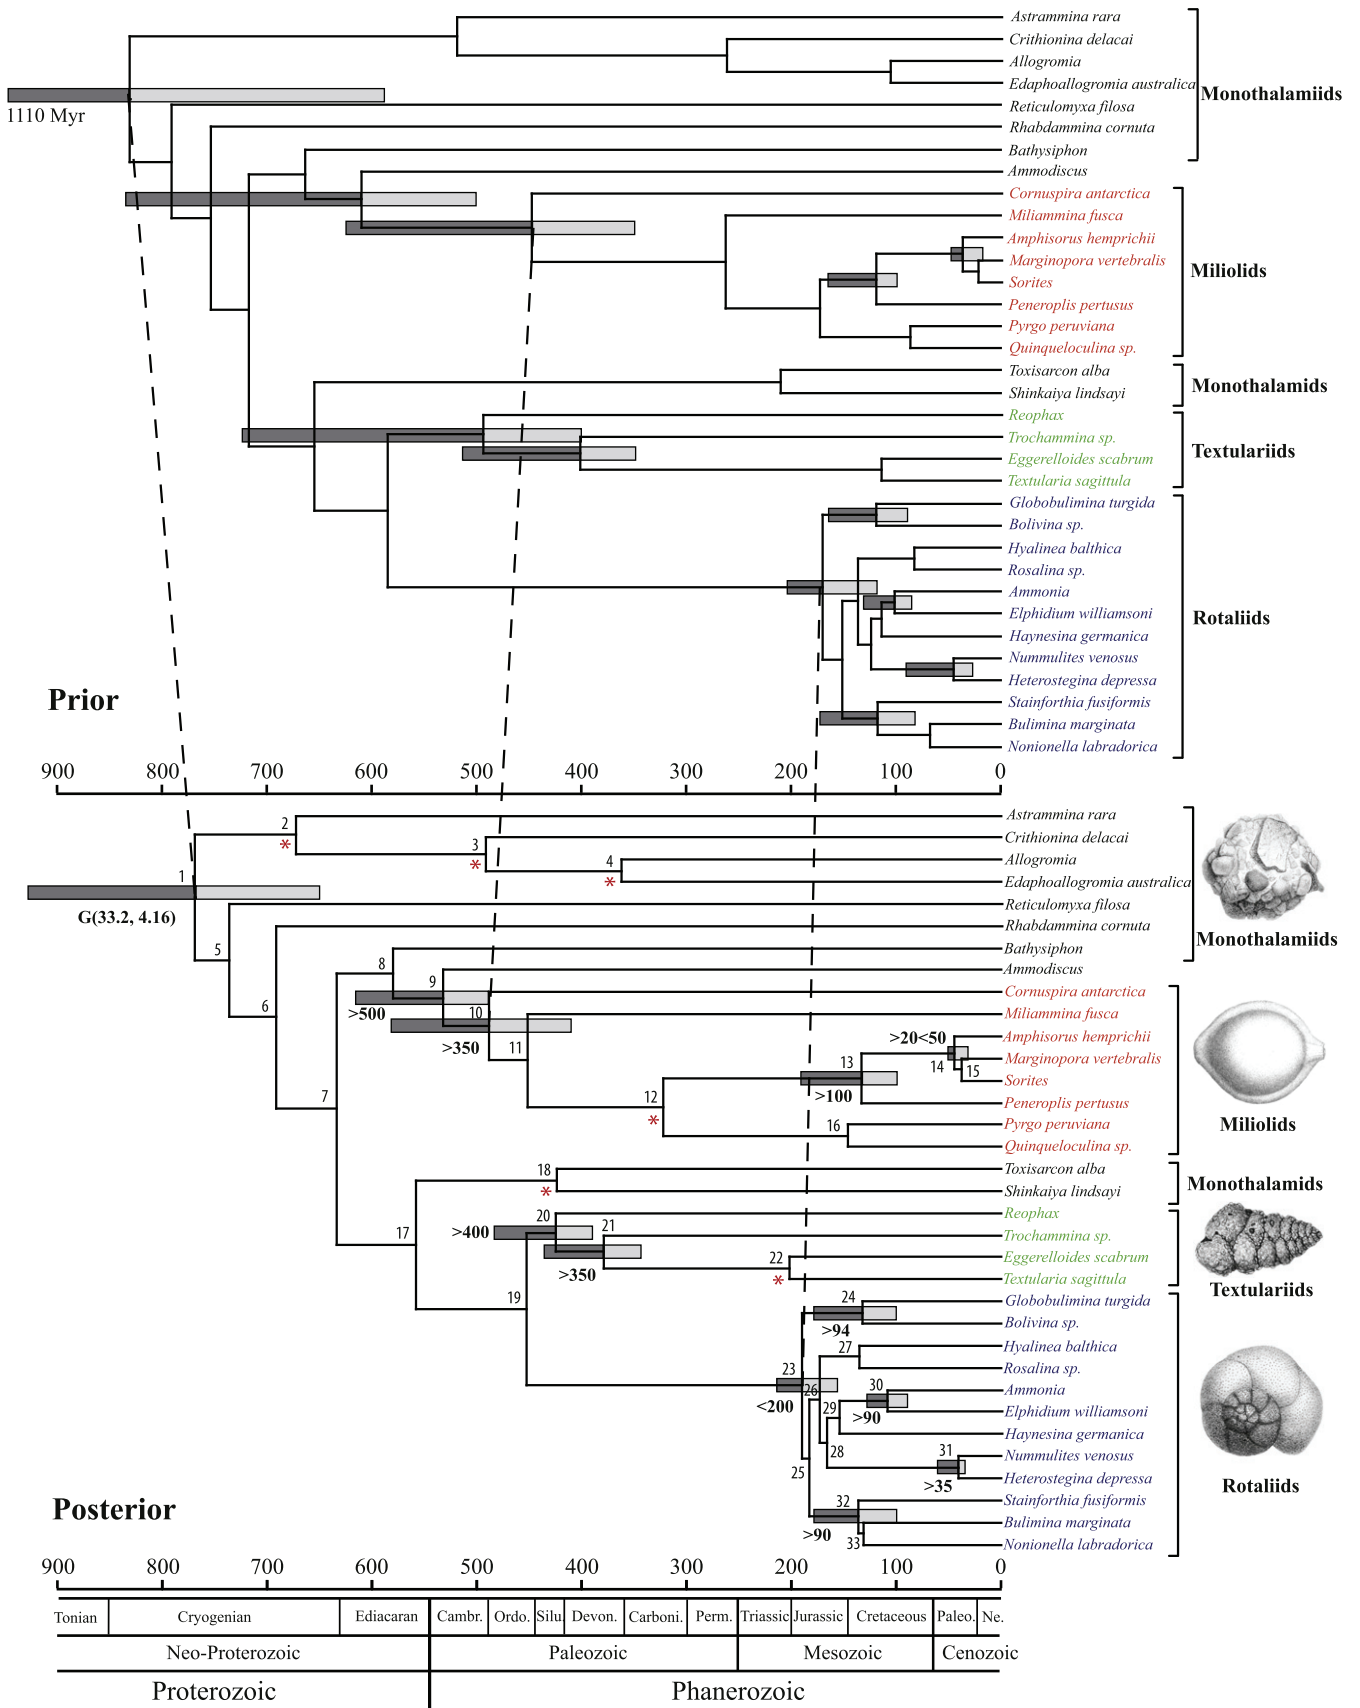 Astrammina rara
Crithionina delacai
Allogromia
Edaphoallogromia australica
Monothalamiids
1110 Myr
Reticulomyxa filosa
Rhabdammina cornuta
Bathysiphon
Ammodiscus
Cornuspira antarctica
Miliammina fusca
Amphisorus hemprichii
Marginopora vertebralis
Miliolids
Sorites
Peneroplis pertusus
Pyrgo peruviana
Quinqueloculina sp.
Toxisarcon alba
Monothalamids
Shinkaiya lindsayi
Reophax
Trochammina sp.
Textulariids
Eggerelloides scabrum
Textularia sagittula
Globobulimina turgida
Bolivina sp.
Hyalinea balthica
Rosalina sp.
Ammonia
Elphidium williamsoni
Rotaliids
Haynesina germanica
Nummulites venosus
Heterostegina depressa
Prior
Stainforthia fusiformis
Bulimina marginata
Nonionella labradorica
900 800 700 600 500 400 300 200 100 0
Astrammina rara
2
*
Crithionina delacai
3
*
Allogromia
4
*
Edaphoallogromia australica
1
G(33.2, 4.16)
Reticulomyxa filosa
Rhabdammina cornuta
Monothalamiids
5
Bathysiphon
8
Ammodiscus
9
Cornuspira antarctica
6
>500
10
Miliammina fusca
>350
11
>20<50
Amphisorus hemprichii
Marginopora vertebralis
13
14
15
Sorites
7
12
*
>100
Peneroplis pertusus
Pyrgo peruviana
16
Miliolids
Quinqueloculina sp.
Toxisarcon alba
18
*
Monothalamids
Shinkaiya lindsayi
Reophax
17
>400
20
21
Trochammina sp.
Eggerelloides scabrum
22
>350
*
Textularia sagittula
Textulariids
19
24
Globobulimina turgida
>94
Bolivina sp.
Hyalinea balthica
27
23
Rosalina sp.
26
30
Ammonia
<200
29
>90
Elphidium williamsoni
Haynesina germanica
28
31
Nummulites venosus
25
>35
Heterostegina depressa
Rotaliids
Posterior
32
Stainforthia fusiformis
>90
Bulimina marginata
33
Nonionella labradorica
900 800 700 600 500 400 300 200 100 0
Tonian Cryogenian Ediacaran Cambr. Ordo. Silu. Devon. Carboni. Perm. Triassic Jurassic Cretaceous Paleo. Ne.
Neo-Proterozoic Paleozoic Mesozoic Cenozoic
Proterozoic Phanerozoic